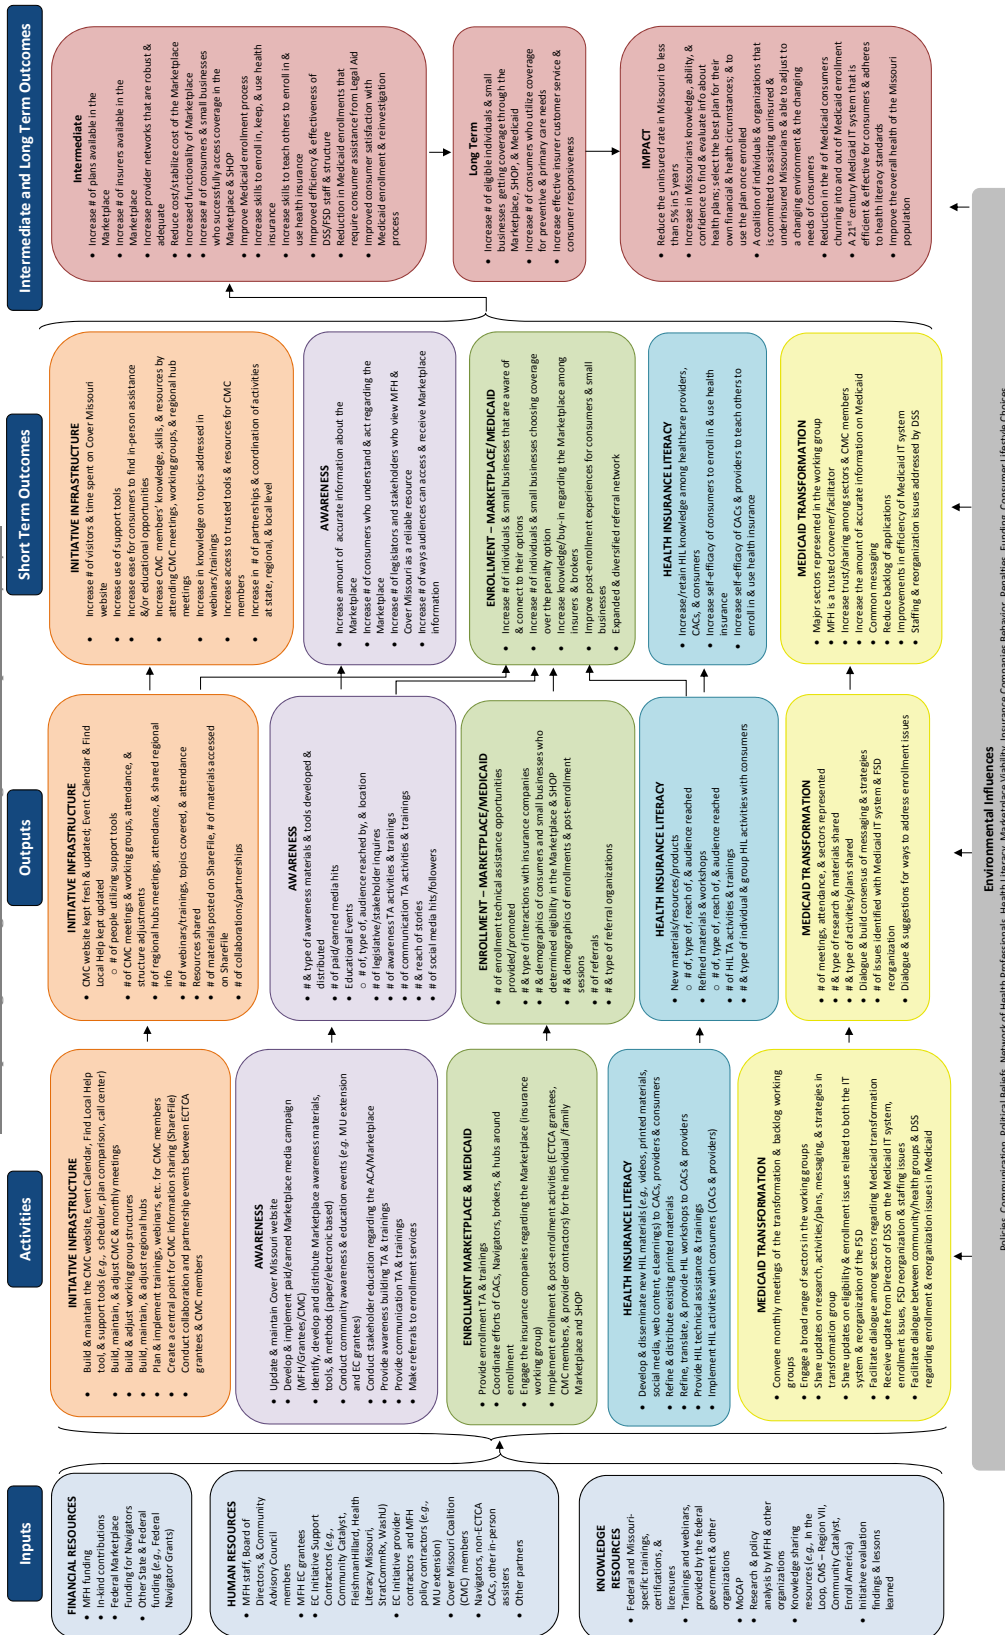 Inputs
FINANCIAL RESOURCES
• MFH funding
• In-kind contributions
• Federal Marketplace
Funding for Navigators
• Other State & Federal
funding (e.g., Federal
Navigator Grants)
HUMAN RESOURCES
• MFH staff, Board of
Directors, & Community
Advisory Council
members
• MFH EC grantees
• EC Initiative Support
Contractors (e.g.,
Community Catalyst,
FleishmanHillard, Health
Literacy Missouri,
StratCommRx, WashU)
• EC Initiative provider
contractors and MFH
policy contractors (e.g.,
MU extension)
• Cover Missouri Coalition
(CMC) members
• Navigators, non-ECTCA
CACs, other in-person
assisters
• Other partners
KNOWLEDGE
RESOURCES
• Federal and Missouri-
specific trainings,
certifications, &
licensures
• Trainings and webinars,
provided by the federal
government & other
organizations
• MoCAP
• Research & policy
analysis by MFH & other
organizations
• Knowledge sharing
resources (e.g., In the
Loop, CMS – Region VII,
Community Catalyst,
Enroll America)
• Initiative evaluation
findings & lessons
learned
Activities
INITIATIVE INFRASTRUCTURE
• Build & maintain the CMC website, Event Calendar, Find Local Help
tool, & support tools (e.g., scheduler, plan comparison, call center)
• Build, maintain, & adjust CMC & monthly meetings
• Build & adjust working group structures
• Build, maintain, & adjust regional hubs
• Plan & implement trainings, webinars, etc. for CMC members
• Create a central point for CMC information sharing (ShareFile)
• Conduct collaboration and partnership events between ECTCA
grantees & CMC members
AWARENESS
• Update & maintain Cover Missouri website
• Develop & implement paid/earned Marketplace media campaign
(MFH/Grantees/CMC)
• Identify, develop and distribute Marketplace awareness materials,
tools, & methods (paper/electronic based)
• Conduct community awareness & education events (e.g. MU extension
and EC grantees)
• Conduct stakeholder education regarding the ACA/Marketplace
• Provide awareness building TA & trainings
• Provide communication TA & trainings
• Make referrals to enrollment services
ENROLLMENT MARKETPLACE & MEDICAID
• Provide enrollment TA & trainings
• Coordinate efforts of CACs, Navigators, brokers, & hubs around
enrollment
• Engage the insurance companies regarding the Marketplace (insurance
working group)
• Implement enrollment & post-enrollment activities (ECTCA grantees,
CMC members, & provider contractors) for the individual /family
Marketplace and SHOP
HEALTH INSURANCE LITERACY
• Develop & disseminate new HIL materials (e.g., videos, printed materials,
social media, web content, eLearnings) to CACs, providers & consumers
• Refine & distribute existing printed materials
• Refine, translate, & provide HIL workshops to CACs & providers
• Provide HIL technical assistance & trainings
• Implement HIL activities with consumers (CACs & providers)
MEDICAID TRANSFORMATION
• Convene monthly meetings of the transformation & backlog working
groups
• Engage a broad range of sectors in the working groups
• Share updates on research, activities/plans, messaging, & strategies in
transformation group
• Share updates on eligibility & enrollment issues related to both the IT
system & reorganization of the FSD
• Facilitate dialogue among sectors regarding Medicaid transformation
• Receive update from Director of DSS on the Medicaid IT system,
enrollment issues, FSD reorganization & staffing issues
• Facilitate dialogue between community/health groups & DSS
regarding enrollment & reorganization issues in Medicaid
Outputs
INITIATIVE INFRASTRUCTURE
• CMC website kept fresh & updated; Event Calendar & Find
Local Help kept updated
○ # of people utilizing support tools
• # of CMC meetings & working groups, attendance, &
structure adjustments
• # of regional hubs meetings, attendance, & shared regional
info
• # of webinars/trainings, topics covered, & attendance
• Resources shared
• # of materials posted on ShareFile, # of materials accessed
on ShareFile
• # of collaborations/partnerships
AWARENESS
• # & type of awareness materials & tools developed &
distributed
• # of paid/earned media hits
• Educational Events
○ # of, type of, audience reached by, & location
• # of legislative/stakeholder inquires
• # of awareness TA activities & trainings
• # of communication TA activities & trainings
• # & reach of stories
• # of social media hits/followers
ENROLLMENT – MARKETPLACE/MEDICAID
• # of enrollment technical assistance opportunities
provided/promoted
• # & type of interactions with insurance companies
• # & demographics of consumers and small businesses who
determined eligibility in the Marketplace & SHOP
• # & demographics of enrollments & post-enrollment
sessions
• # of referrals
• # & type of referral organizations
HEALTH INSURANCE LITERACY
• New materials/resources/products
○ # of, type of, reach of, & audience reached
• Refined materials & workshops
○ # of, type of, reach of, & audience reached
• # of HIL TA activities & trainings
• # & type of individual & group HIL activities with consumers
MEDICAID TRANSFORMATION
• # of meetings, attendance, & sectors represented
• # & type of research & materials shared
• # & type of activities/plans shared
• Dialogue & build consensus of messaging & strategies
• # of issues identified with Medicaid IT system & FSD
reorganization
• Dialogue & suggestions for ways to address enrollment issues
Short Term Outcomes
INITIATIVE INFRASTRUCTURE
• Increase # of visitors & time spent on Cover Missouri
website
• Increase use of support tools
• Increase ease for consumers to find in-person assistance
&/or educational opportunities
• Increase CMC members' knowledge, skills, & resources by
attending CMC meetings, working groups, & regional hub
meetings
• Increase in knowledge on topics addressed in
webinars/trainings
• Increase access to trusted tools & resources for CMC
members
• Increase in # of partnerships & coordination of activities
at state, regional, & local level
AWARENESS
• Increase amount of accurate information about the
Marketplace
• Increase # of consumers who understand & act regarding the
Marketplace
• Increase # of legislators and stakeholders who view MFH &
Cover Missouri as a reliable resource
• Increase # of ways audiences can access & receive Marketplace
information
ENROLLMENT – MARKETPLACE/MEDICAID
• Increase # of individuals & small businesses that are aware of
& connect to their options
• Increase # of individuals & small businesses choosing coverage
over the penalty option
• Increase knowledge/buy-in regarding the Marketplace among
insurers & brokers
• Improve post-enrollment experiences for consumers & small
businesses
• Expanded & diversified referral network
HEALTH INSURANCE LITERACY
• Increase/retain HIL knowledge among healthcare providers,
CACs, & consumers
• Increase self-efficacy of consumers to enroll in & use health
insurance
• Increase self-efficacy of CACs & providers to teach others to
enroll in & use health insurance
MEDICAID TRANSFORMATION
• Major sectors represented in the working group
• MFH is a trusted convener/facilitator
• Increase trust/sharing among sectors & CMC members
• Increase the amount of accurate information on Medicaid
• Common messaging
• Reduce backlog of applications
• Improvements in efficiency of Medicaid IT system
• Staffing & reorganization issues addressed by DSS
Intermediate and Long Term Outcomes
Intermediate
• Increase # of plans available in the
Marketplace
• Increase # of insurers available in the
Marketplace
• Increase provider networks that are robust &
adequate
• Reduce cost/stabilize cost of the Marketplace
• Increased functionality of Marketplace
• Increase # of consumers & small businesses
who successfully access coverage in the
Marketplace & SHOP
• Improve Medicaid enrollment process
• Increase skills to enroll in, keep, & use health
insurance
• Increase skills to teach others to enroll in &
use health insurance
• Improved efficiency & effectiveness of
DSS/FSD staff & structure
• Reduction in Medicaid enrollments that
require consumer assistance from Legal Aid
• Improved consumer satisfaction with
Medicaid enrollment & reinvestigation
process
Long Term
• Increase # of eligible individuals & small
businesses getting coverage through the
Marketplace, SHOP, & Medicaid
• Increase # of consumers who utilize coverage
for preventive & primary care needs
• Increase effective insurer customer service &
consumer responsiveness
IMPACT
• Reduce the uninsured rate in Missouri to less
than 5% in 5 years
• Increase in Missourians knowledge, ability, &
confidence to find & evaluate info about
health plans; select the best plan for their
own financial & health circumstances; & to
use the plan once enrolled
• A coalition of individuals & organizations that
is committed to assisting uninsured &
underinsured Missourians & able to adjust to
a changing environment & the changing
needs of consumers
• Reduction in the # of Medicaid consumers
churning into and out of Medicaid enrollment
• A 21st century Medicaid IT system that is
efficient & effective for consumers & adheres
to health literacy standards
• Improve the overall health of the Missouri
population
Environmental Influences
Policies, Communication, Political Beliefs, Network of Health Professionals, Health Literacy, Marketplace Viability, Insurance Companies Behavior, Penalties, Funding, Consumer Lifestyle Choices